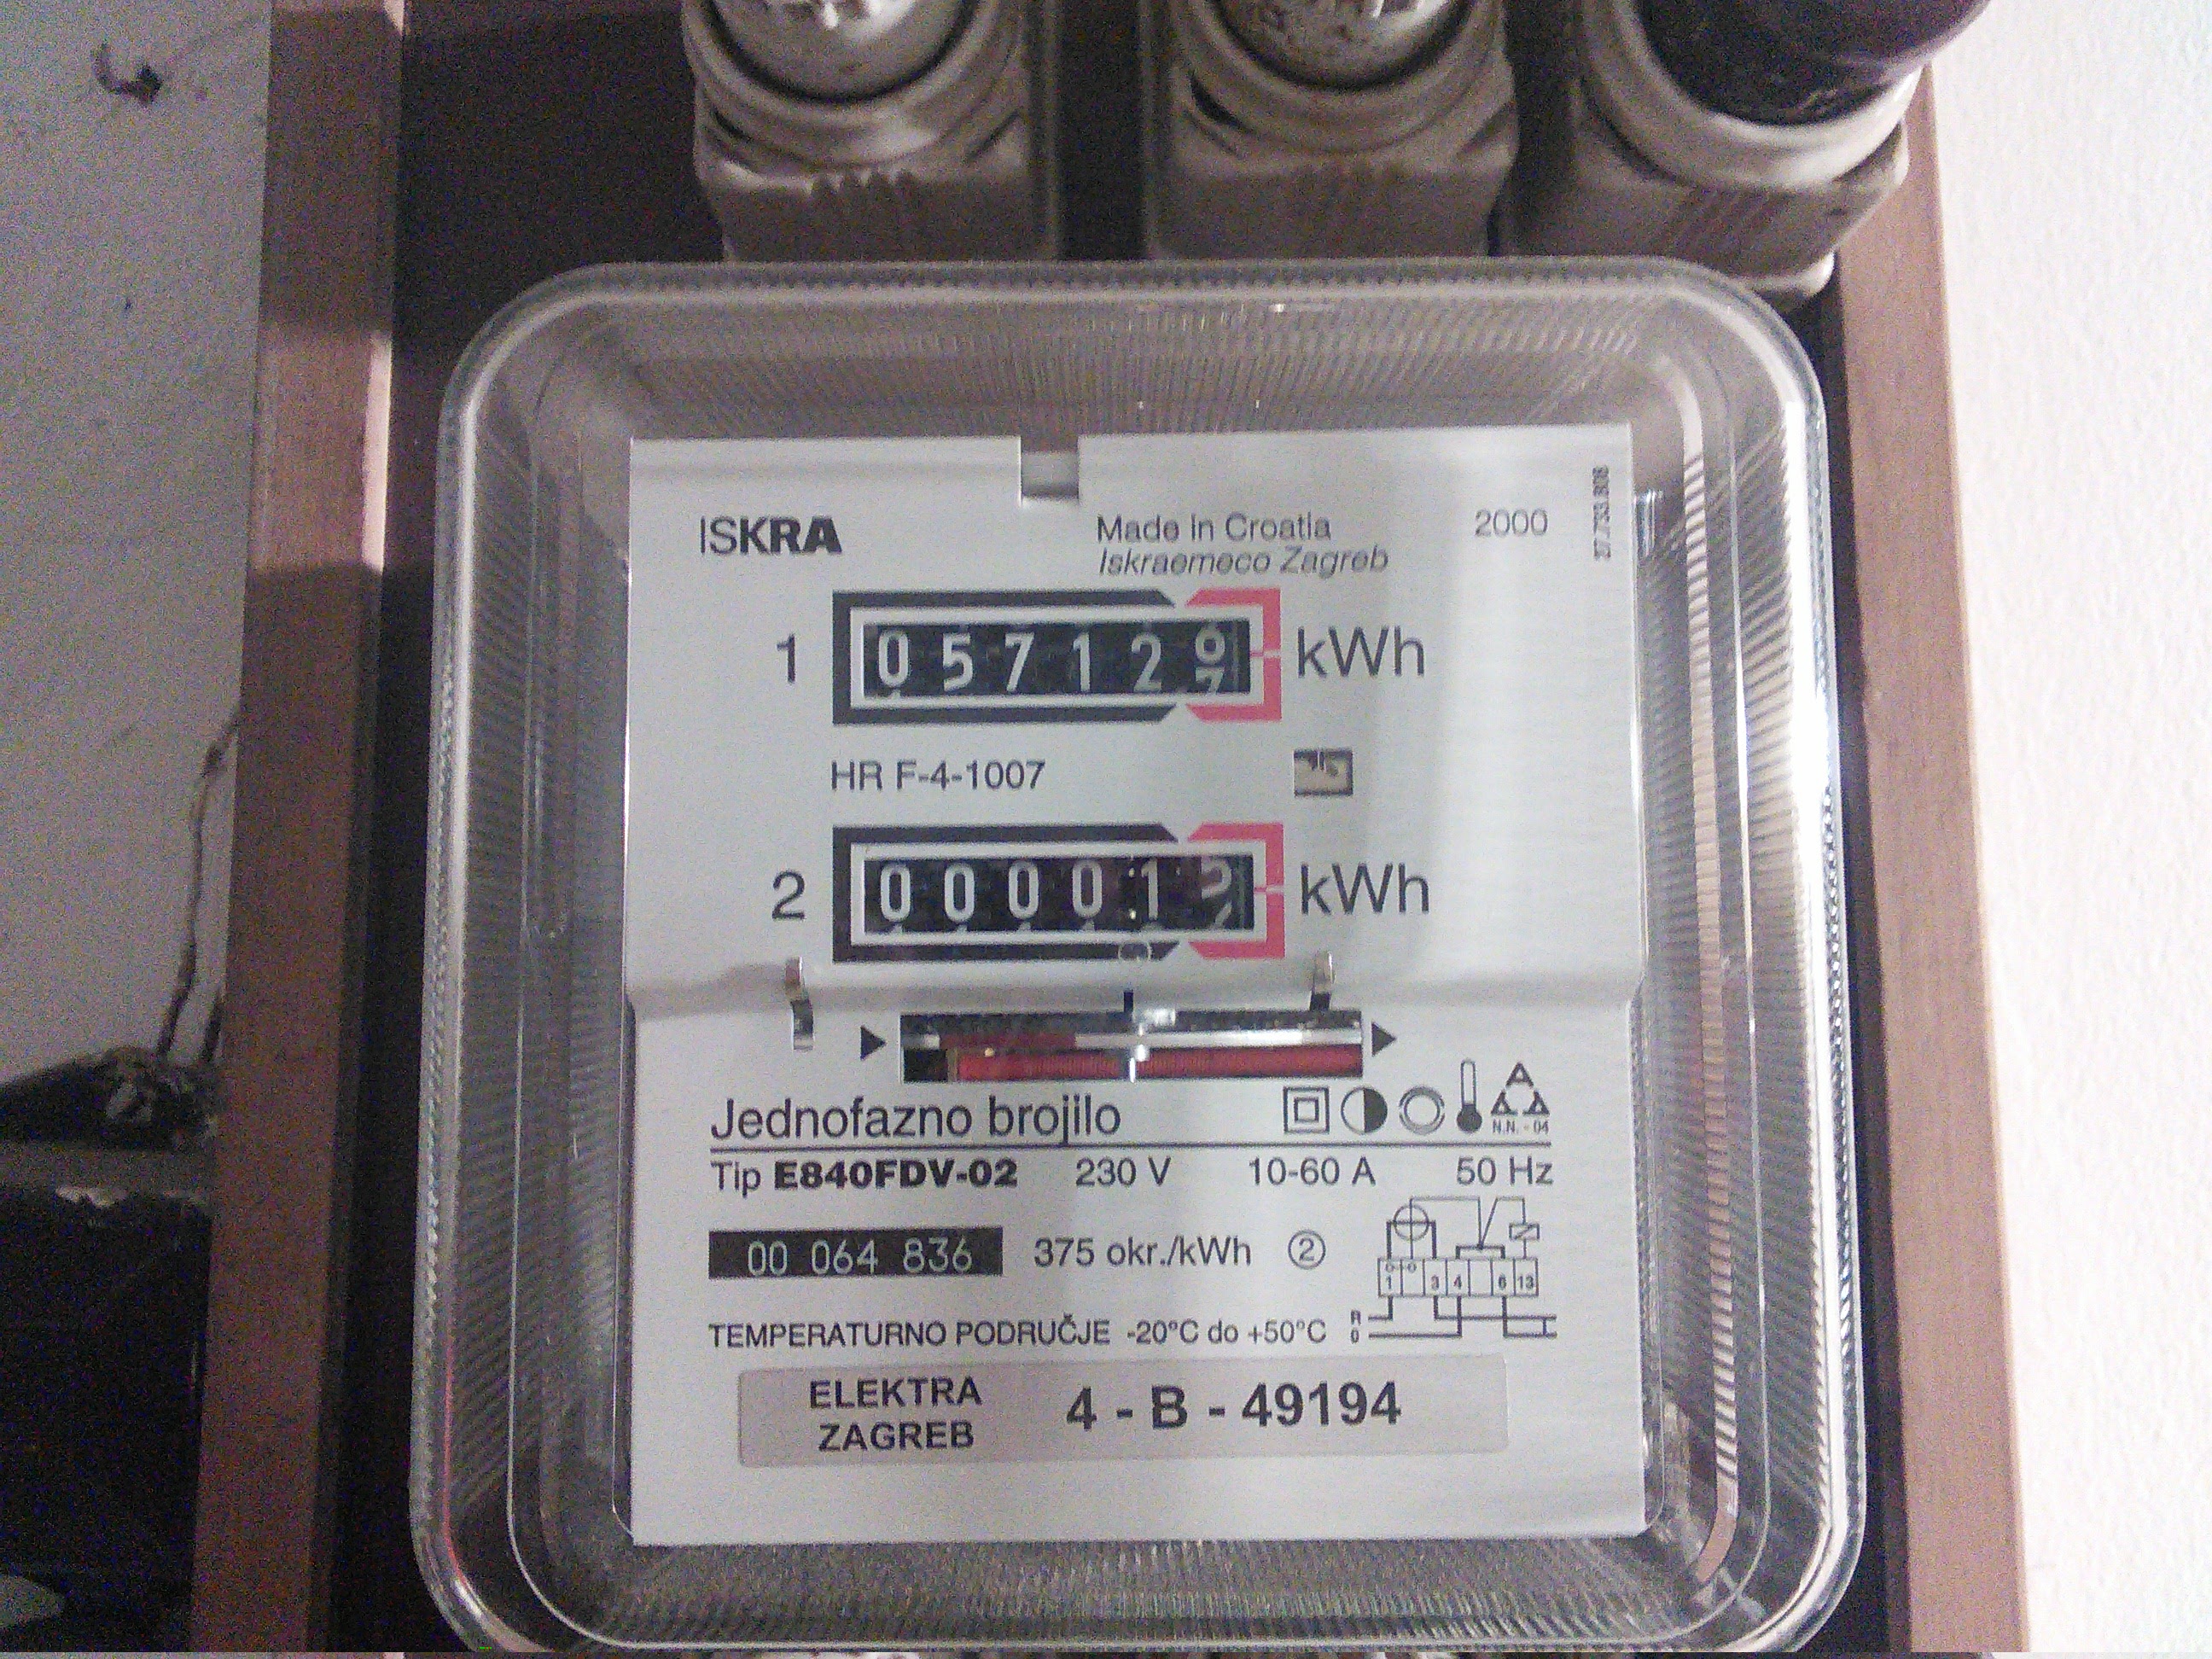 ISKRA
Made in Croatia
Iskraemeco Zagreb
2000
1 05712 kWh
HR F-4-1007
2 00001 kWh
Jednofazno brojilo
N.N. - 04
Tip E840FDV-02 230 V 10-60 A 50 Hz
00 064 836 375 okr./kWh 2
1 3 4 6 13
R
0
TEMPERATURNO PODRUČJE -20°C do +50°C
ELEKTRA
ZAGREB
4 - B - 49194